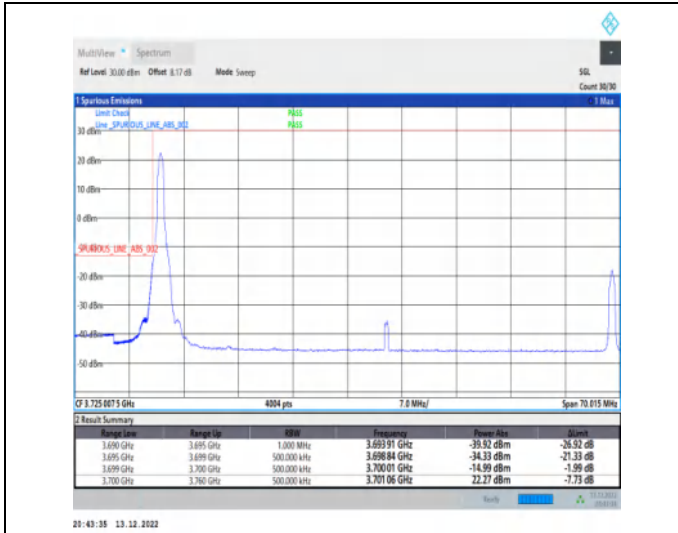 MultiView Spectrum
Ref Level 30.00 dBm Offset 8.17 dB Mode Sweep SGL
Count 30/30
1 Spurious Emissions 1 Max
Limit Check PASS
Line _SPURIOUS_LINE_ABS_002 PASS
30 dBm
20 dBm
10 dBm
0 dBm
_SPURIOUS_LINE_ABS_002
-20 dBm
-30 dBm
-40 dBm
-50 dBm
CF 3.725 007 5 GHz 4004 pts 7.0 MHz/ Span 70.015 MHz
2 Result Summary
Range Low Range Up RBW Frequency Power Abs ΔLimit
3.690 GHz 3.695 GHz 1.000 MHz 3.693 91 GHz -39.92 dBm -26.92 dB
3.695 GHz 3.699 GHz 500.000 kHz 3.698 84 GHz -34.33 dBm -21.33 dB
3.699 GHz 3.700 GHz 500.000 kHz 3.700 01 GHz -14.99 dBm -1.99 dB
3.700 GHz 3.760 GHz 500.000 kHz 3.701 06 GHz 22.27 dBm -7.73 dB
Ready 13.12.2022
20:43:35 13.12.2022